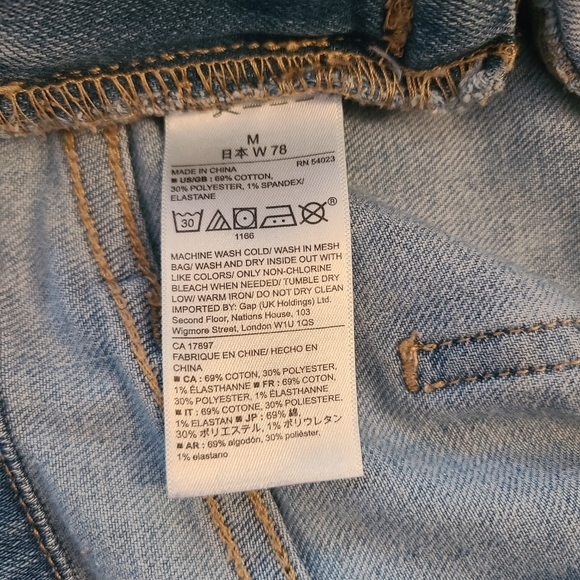 M
日本 W 78
RN 54023
MADE IN CHINA
■ US/GB : 69% COTTON,
30% POLYESTER, 1% SPANDEX/
ELASTANE
30
®
1166
MACHINE WASH COLD/ WASH IN MESH
BAG/ WASH AND DRY INSIDE OUT WITH
LIKE COLORS/ ONLY NON-CHLORINE
BLEACH WHEN NEEDED/ TUMBLE DRY
LOW/ WARM IRON/ DO NOT DRY CLEAN
IMPORTED BY: Gap (UK Holdings) Ltd.
Second Floor, Nations House, 103
Wigmore Street, London W1U 1QS
CA 17897
FABRIQUE EN CHINE/ HECHO EN
CHINA
■ CA : 69% COTON, 30% POLYESTER,
1% ÉLASTHANNE ■ FR : 69% COTON,
30% POLYESTER, 1% ÉLASTHANNE
■ IT : 69% COTONE, 30% POLIESTERE,
1% ELASTAN ■ JP : 69% 綿,
30% ポリエステル, 1% ポリウレタン
■ AR : 69% algodón, 30% poliéster,
1% elastano